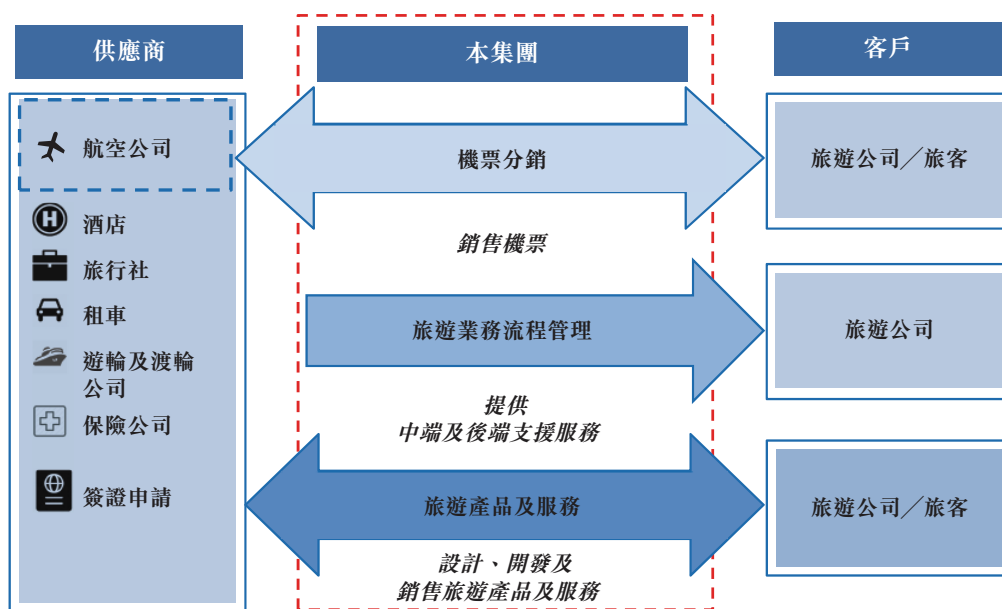 供應商
本集團
客戶
航空公司
酒店
旅行社
租車
遊輪及渡輪
公司
保險公司
簽證申請
機票分銷
銷售機票
旅遊業務流程管理
提供
中端及後端支援服務
旅遊產品及服務
設計、開發及
銷售旅遊產品及服務
旅遊公司／旅客
旅遊公司
旅遊公司／旅客